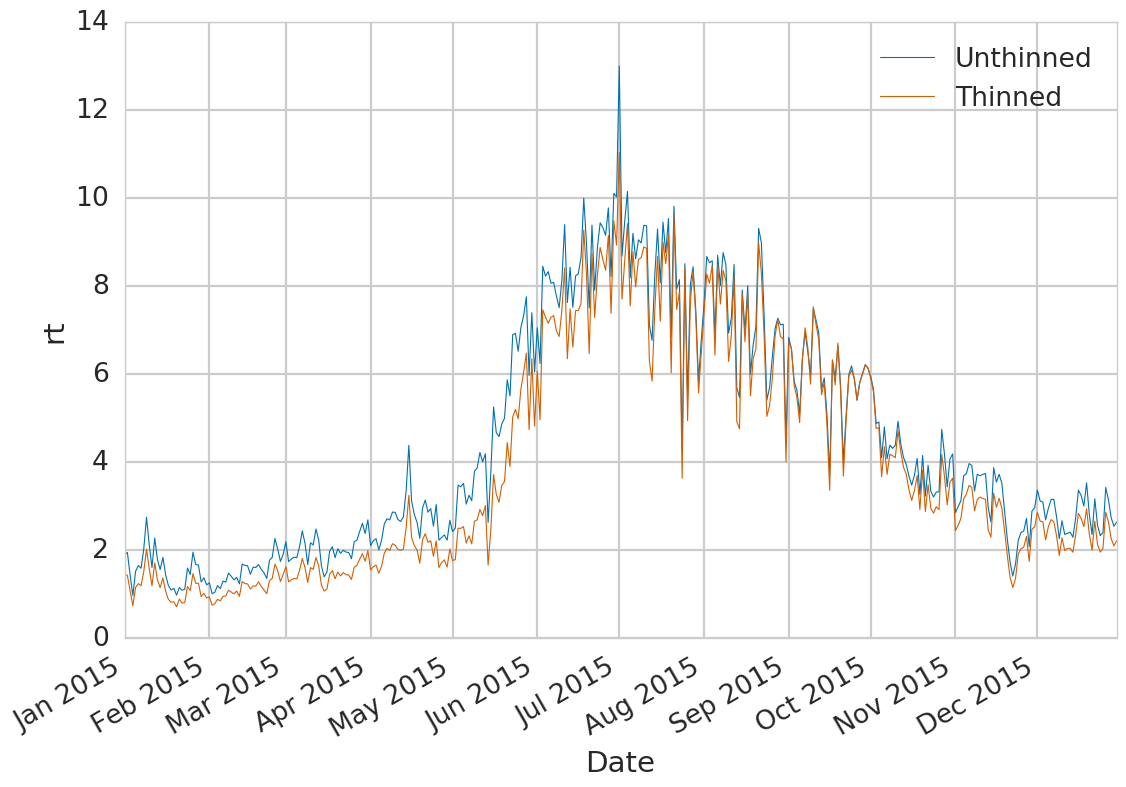 14
12
10
8
6
4
2
0
rt
Unthinned
Thinned
Jan 2015
Feb 2015
Mar 2015
Apr 2015
May 2015
Jun 2015
Jul 2015
Aug 2015
Sep 2015
Oct 2015
Nov 2015
Dec 2015
Date